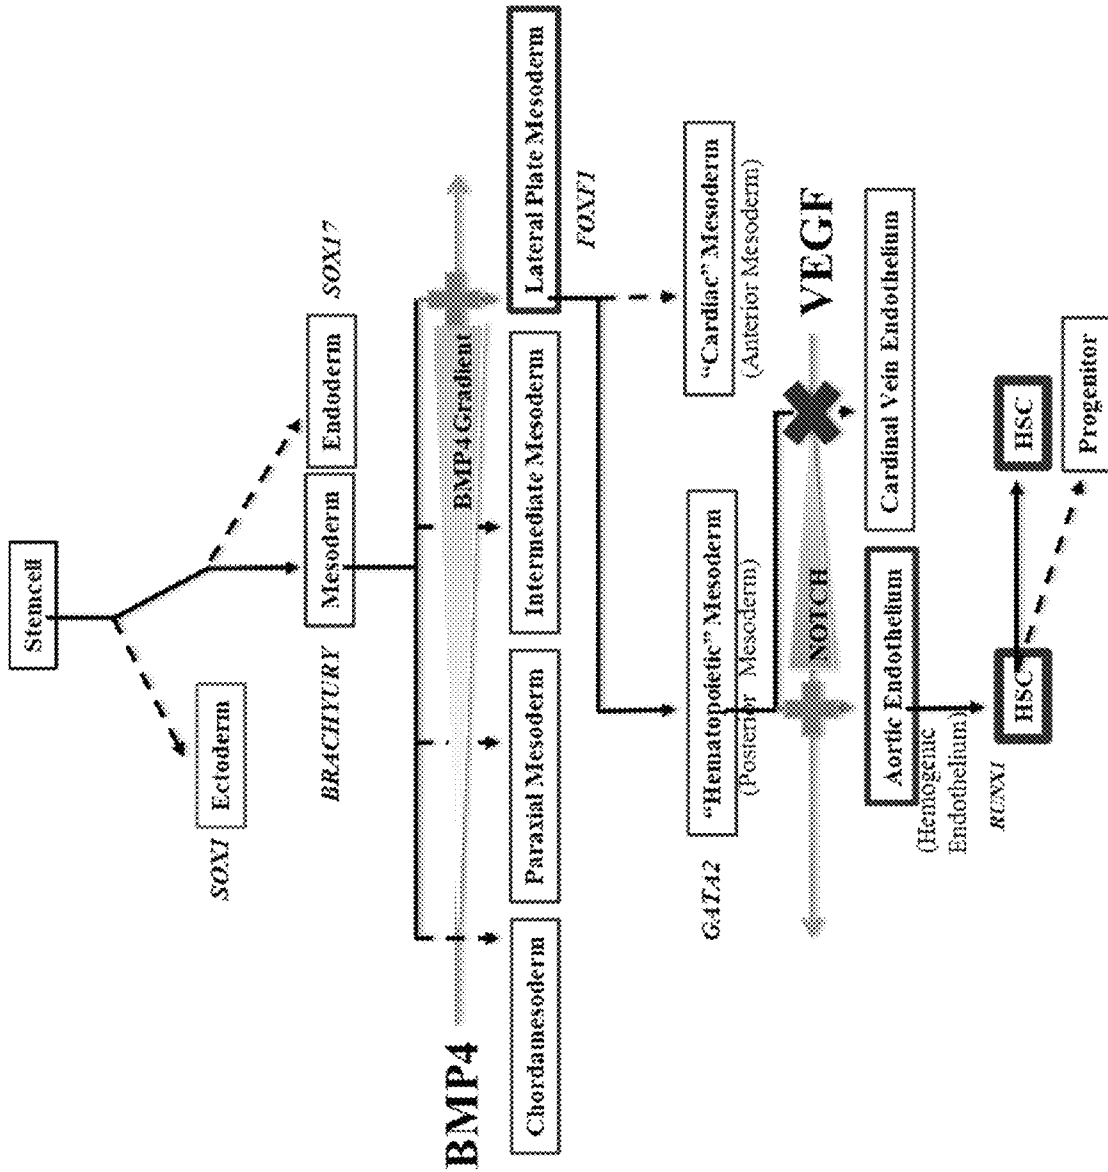 Stemcell
SOX1
Ectoderm
BRACHYURY
Mesoderm
Endoderm
SOX17
BMP4
BMP4 Gradient
Chordamesoderm
Paraxial Mesoderm
Intermediate Mesoderm
Lateral Plate Mesoderm
FOXF1
GATA2
"Hematopoietic" Mesoderm
(Posterior Mesoderm)
"Cardiac" Mesoderm
(Anterior Mesoderm)
NOTCH
VEGF
Aortic Endothelium
(Hemogenic
Endothelium)
Cardinal Vein Endothelium
RUNX1
HSC
HSC
Progenitor